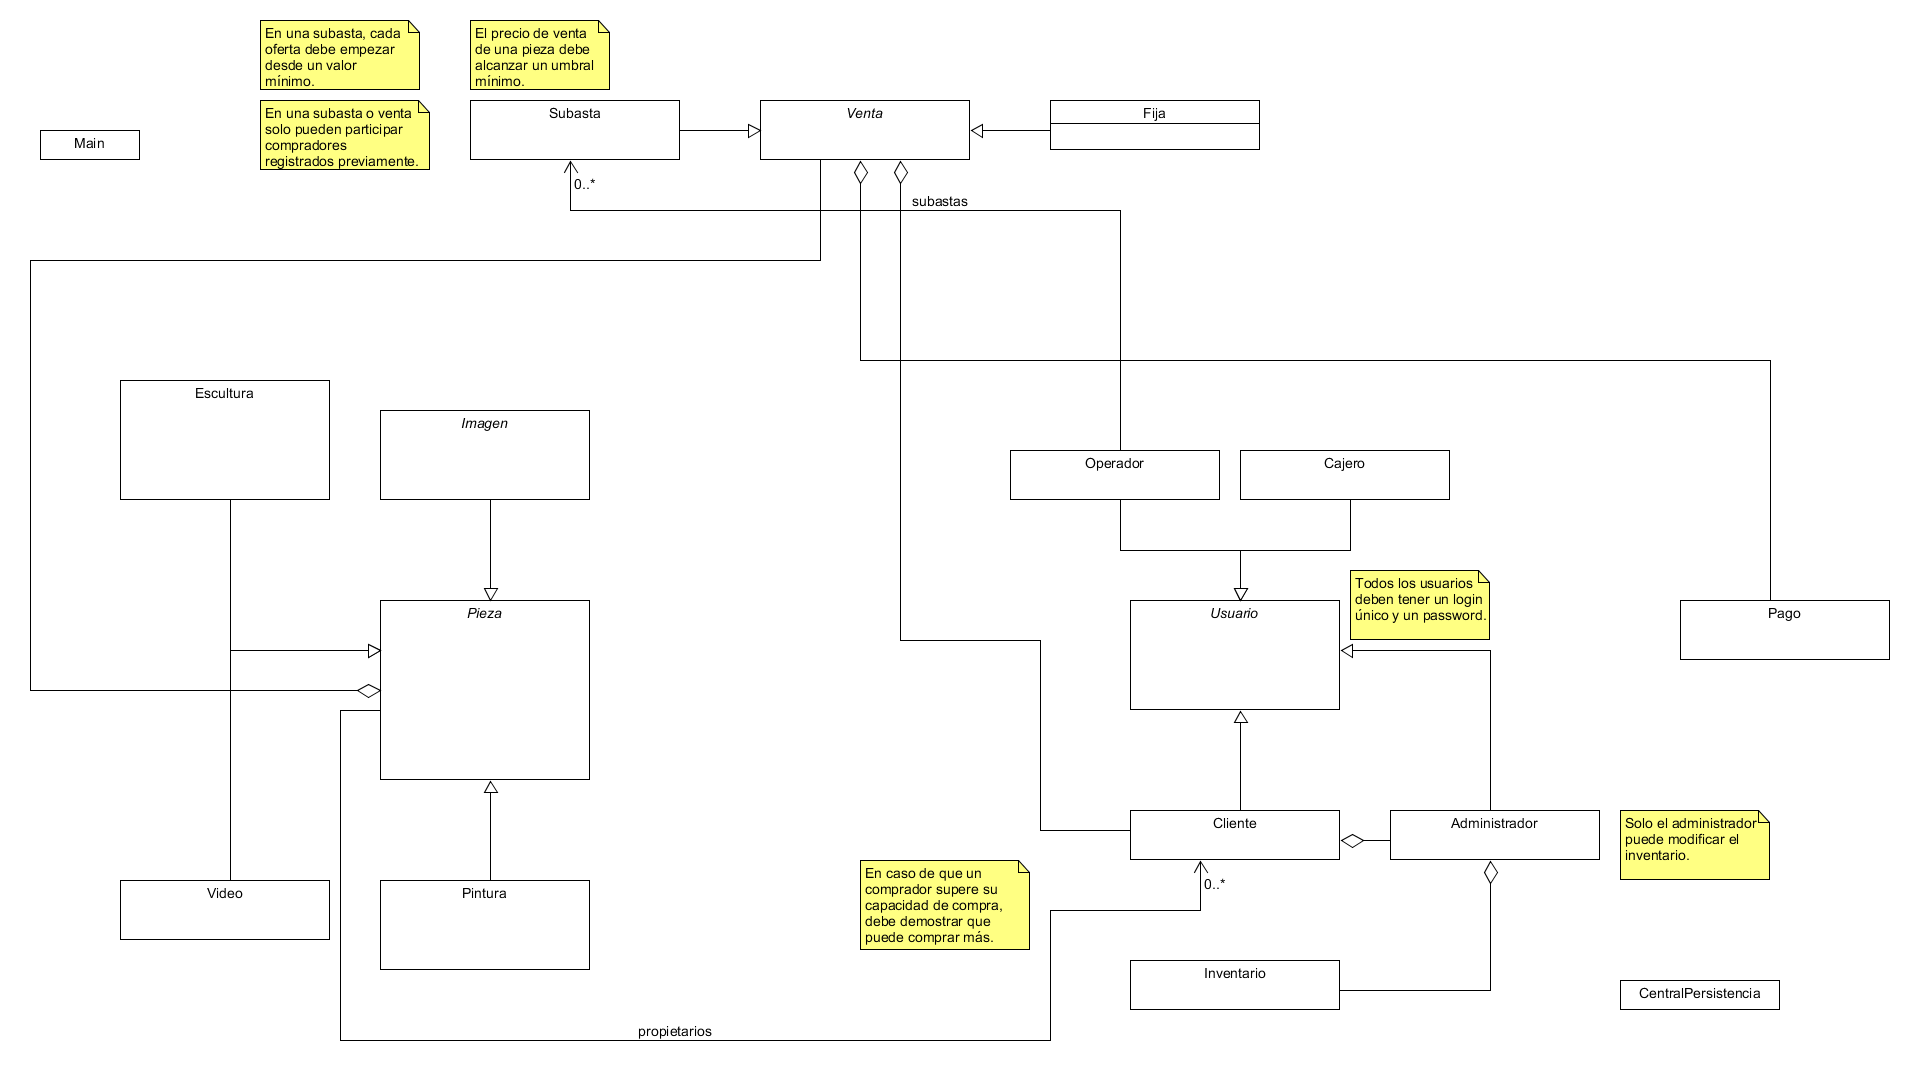 En una subasta, cada
oferta debe empezar
desde un valor
mínimo.
El precio de venta
de una pieza debe
alcanzar un umbral
mínimo.
Main
En una subasta o venta
solo pueden participar
compradores
registrados previamente.
Subasta
Venta
Fija
0..*
subastas
Escultura
Imagen
Operador
Cajero
Pieza
Usuario
Todos los usuarios
deben tener un login
único y un password.
Pago
Cliente
Administrador
Solo el administrador
puede modificar el
inventario.
0..*
En caso de que un
comprador supere su
capacidad de compra,
debe demostrar que
puede comprar más.
Video
Pintura
Inventario
CentralPersistencia
propietarios